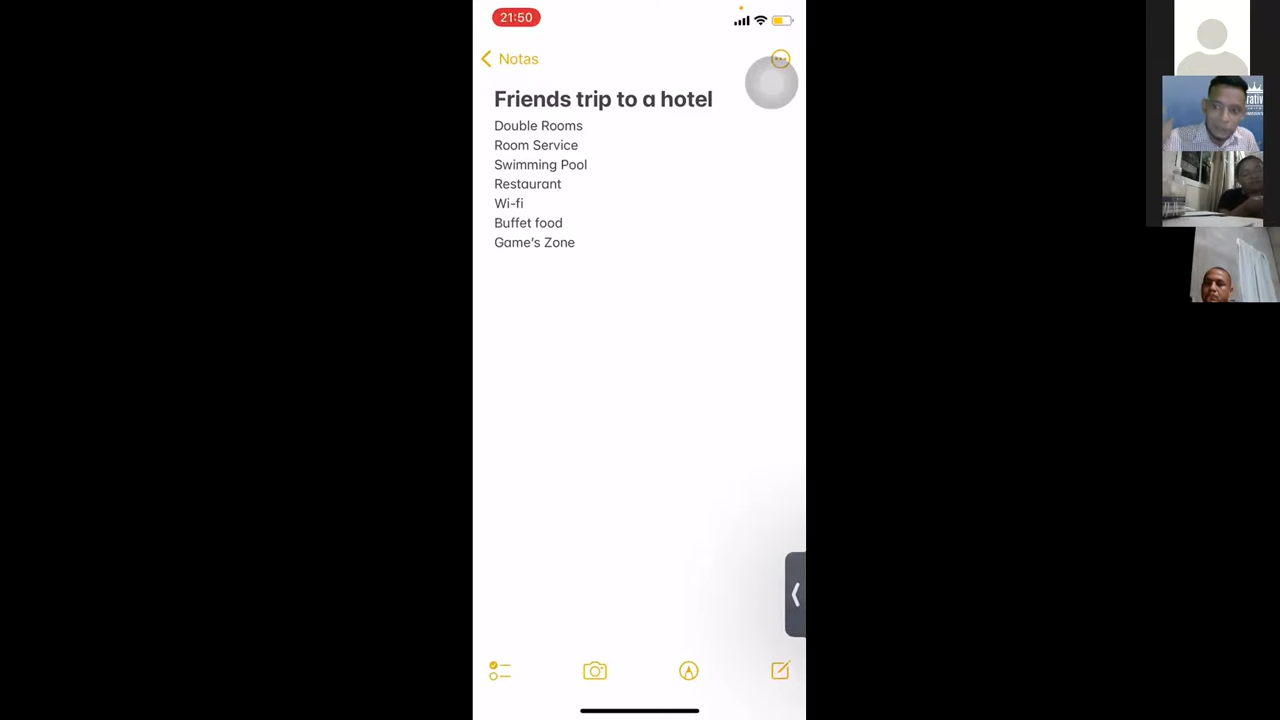 21:50
Notas
Friends trip to a hotel
Double Rooms
Room Service
Swimming Pool
Restaurant
Wi-fi
Buffet food
Game's Zone